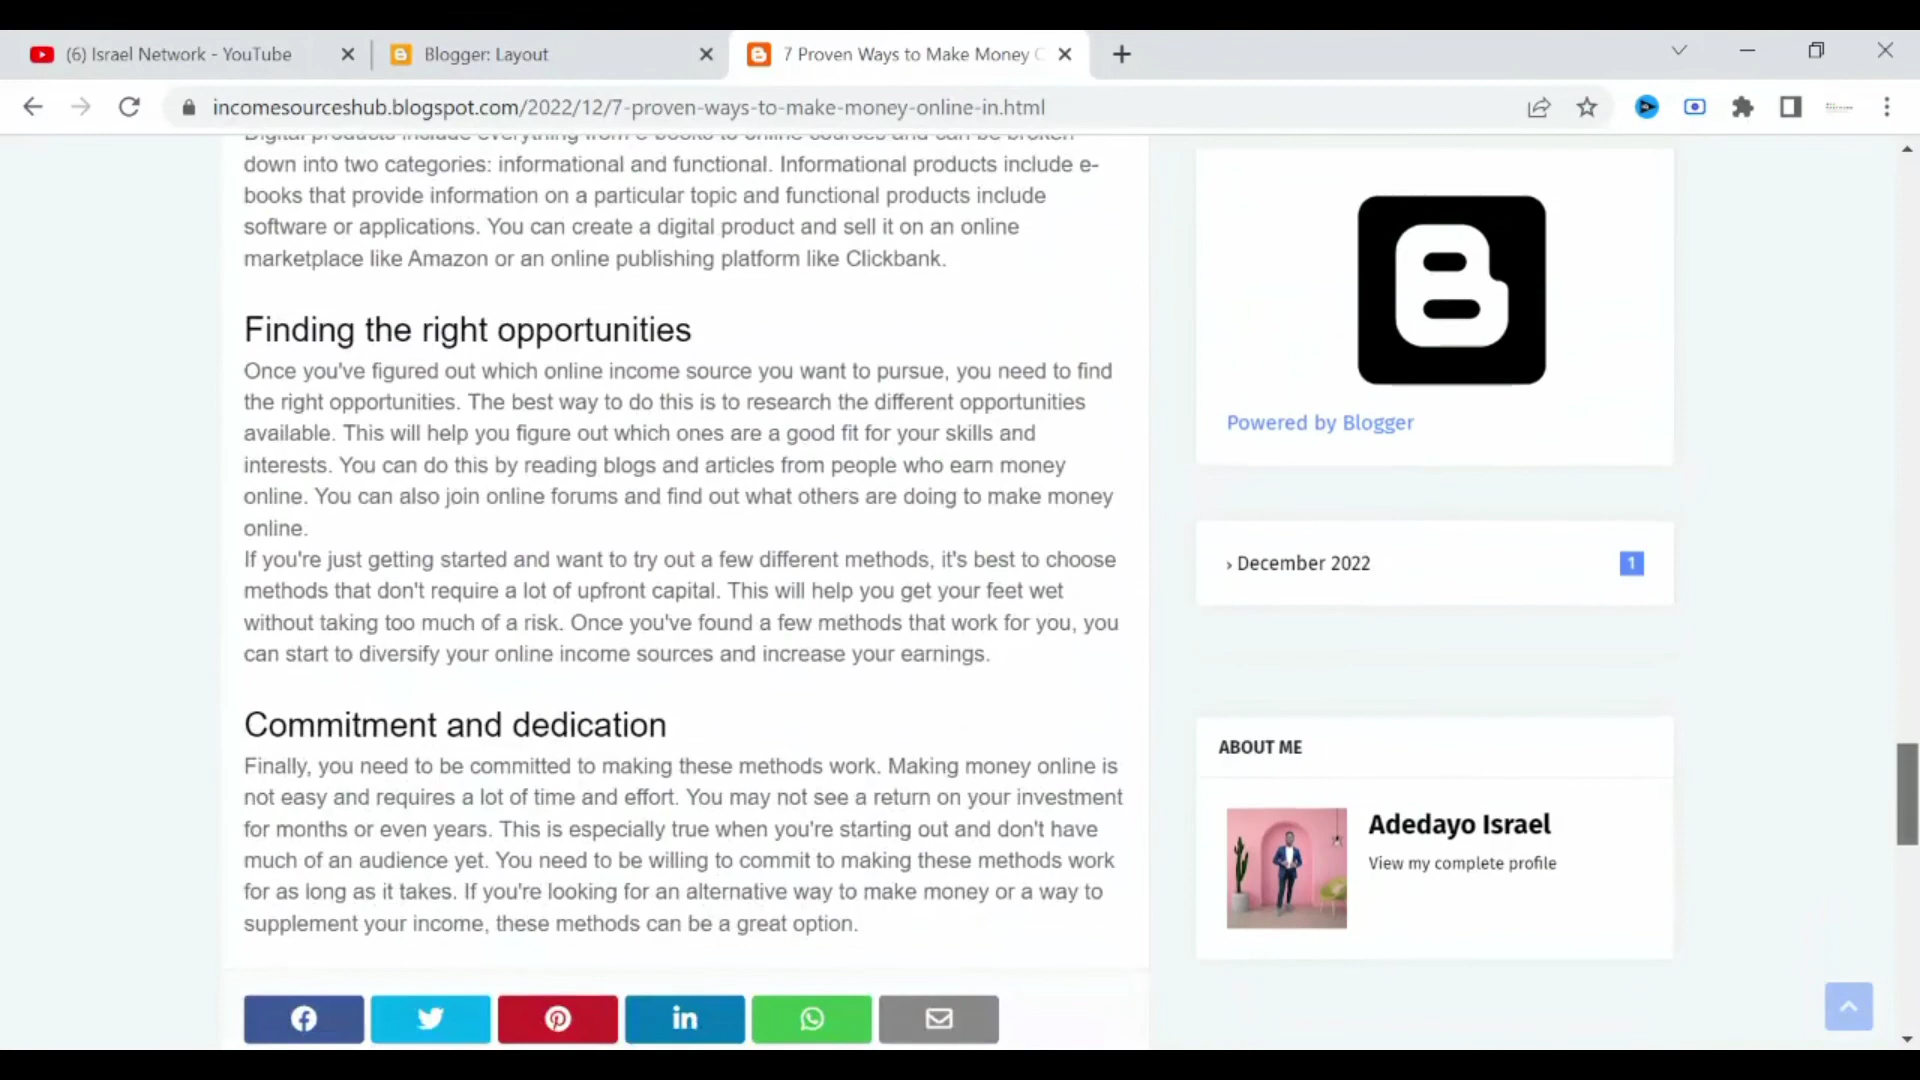 (6) Israel Network - YouTube
Blogger: Layout
7 Proven Ways to Make Money
incomesourceshub.blogspot.com/2022/12/7-proven-ways-to-make-money-online-in.html
Digital products include everything from e-books to online courses and can be broken
down into two categories: informational and functional. Informational products include e-
books that provide information on a particular topic and functional products include
software or applications. You can create a digital product and sell it on an online
marketplace like Amazon or an online publishing platform like Clickbank.
Finding the right opportunities
Once you've figured out which online income source you want to pursue, you need to find
the right opportunities. The best way to do this is to research the different opportunities
available. This will help you figure out which ones are a good fit for your skills and
interests. You can do this by reading blogs and articles from people who earn money
online. You can also join online forums and find out what others are doing to make money
online.
If you're just getting started and want to try out a few different methods, it's best to choose
methods that don't require a lot of upfront capital. This will help you get your feet wet
without taking too much of a risk. Once you've found a few methods that work for you, you
can start to diversify your online income sources and increase your earnings.
Commitment and dedication
Finally, you need to be committed to making these methods work. Making money online is
not easy and requires a lot of time and effort. You may not see a return on your investment
for months or even years. This is especially true when you're starting out and don't have
much of an audience yet. You need to be willing to commit to making these methods work
for as long as it takes. If you're looking for an alternative way to make money or a way to
supplement your income, these methods can be a great option.
Powered by Blogger
› December 2022 1
ABOUT ME
Adedayo Israel
View my complete profile